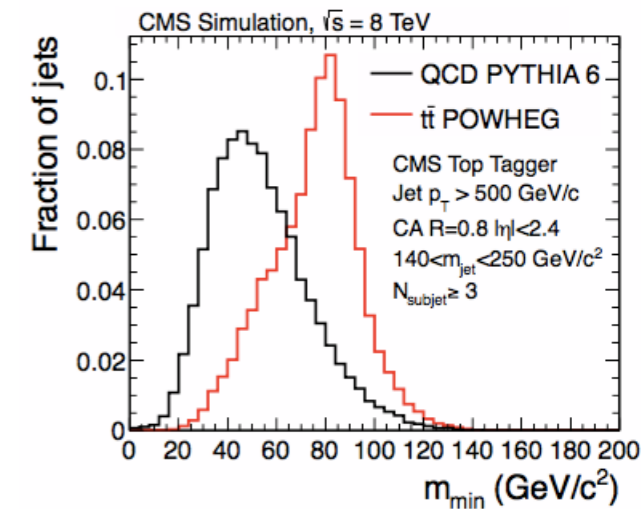 CMS Simulation, √s = 8 TeV
Fraction of jets
0.1
0.08
0.06
0.04
0.02
0
QCD PYTHIA 6
tt̄ POWHEG
CMS Top Tagger
Jet p_T > 500 GeV/c
CA R=0.8 |η|<2.4
140<m_jet<250 GeV/c²
N_subjet ≥ 3
0 20 40 60 80 100 120 140 160 180 200
m_min (GeV/c²)